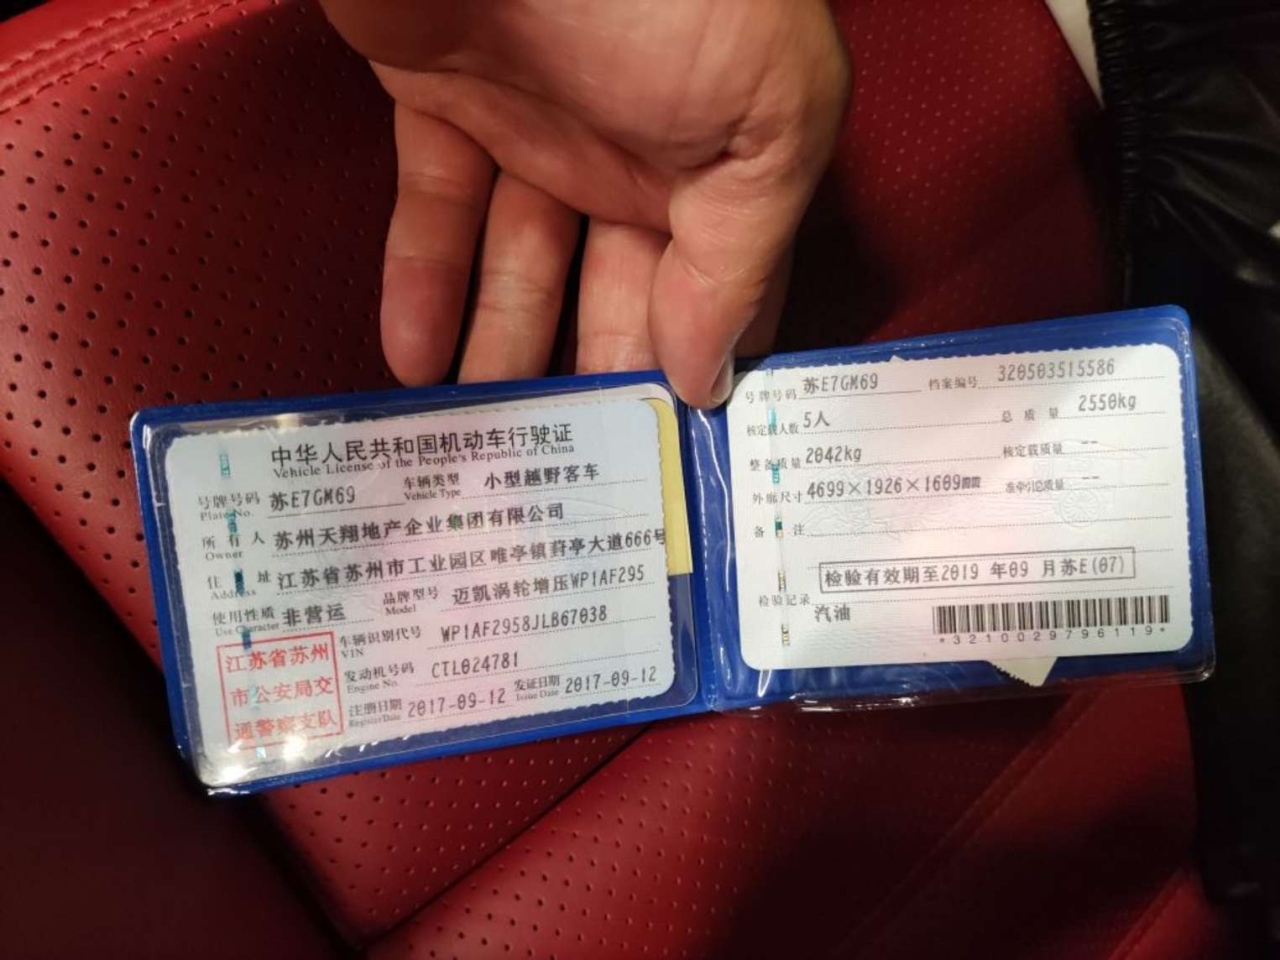 中华人民共和国机动车行驶证
Vehicle License of the People's Republic of China
号牌号码 苏E7GM69 车辆类型 小型越野客车
Plate No. Vehicle Type
所有人 苏州天翔地产企业集团有限公司
Owner
住址 江苏省苏州市工业园区唯亭镇葑亭大道666号
Address
使用性质 非营运 品牌型号 迈凯涡轮增压WP1AF295
Use Character Model
江苏省苏州
市公安局交
通警察支队
车辆识别代号 WP1AF2958JLB67038
VIN
发动机号码 CTL024781
Engine No.
注册日期 2017-09-12 发证日期 2017-09-12
Register Date Issue Date
号牌号码 苏E7GM69 档案编号 320503515586
核定载人数 5人 总质量 2550kg
整备质量 2042kg 核定载质量 --
外廓尺寸 4699×1926×1609mm 准牵引总质量 --
备注
检验有效期至2019年09月苏E(07)
检验记录
汽油
*3210029796119*